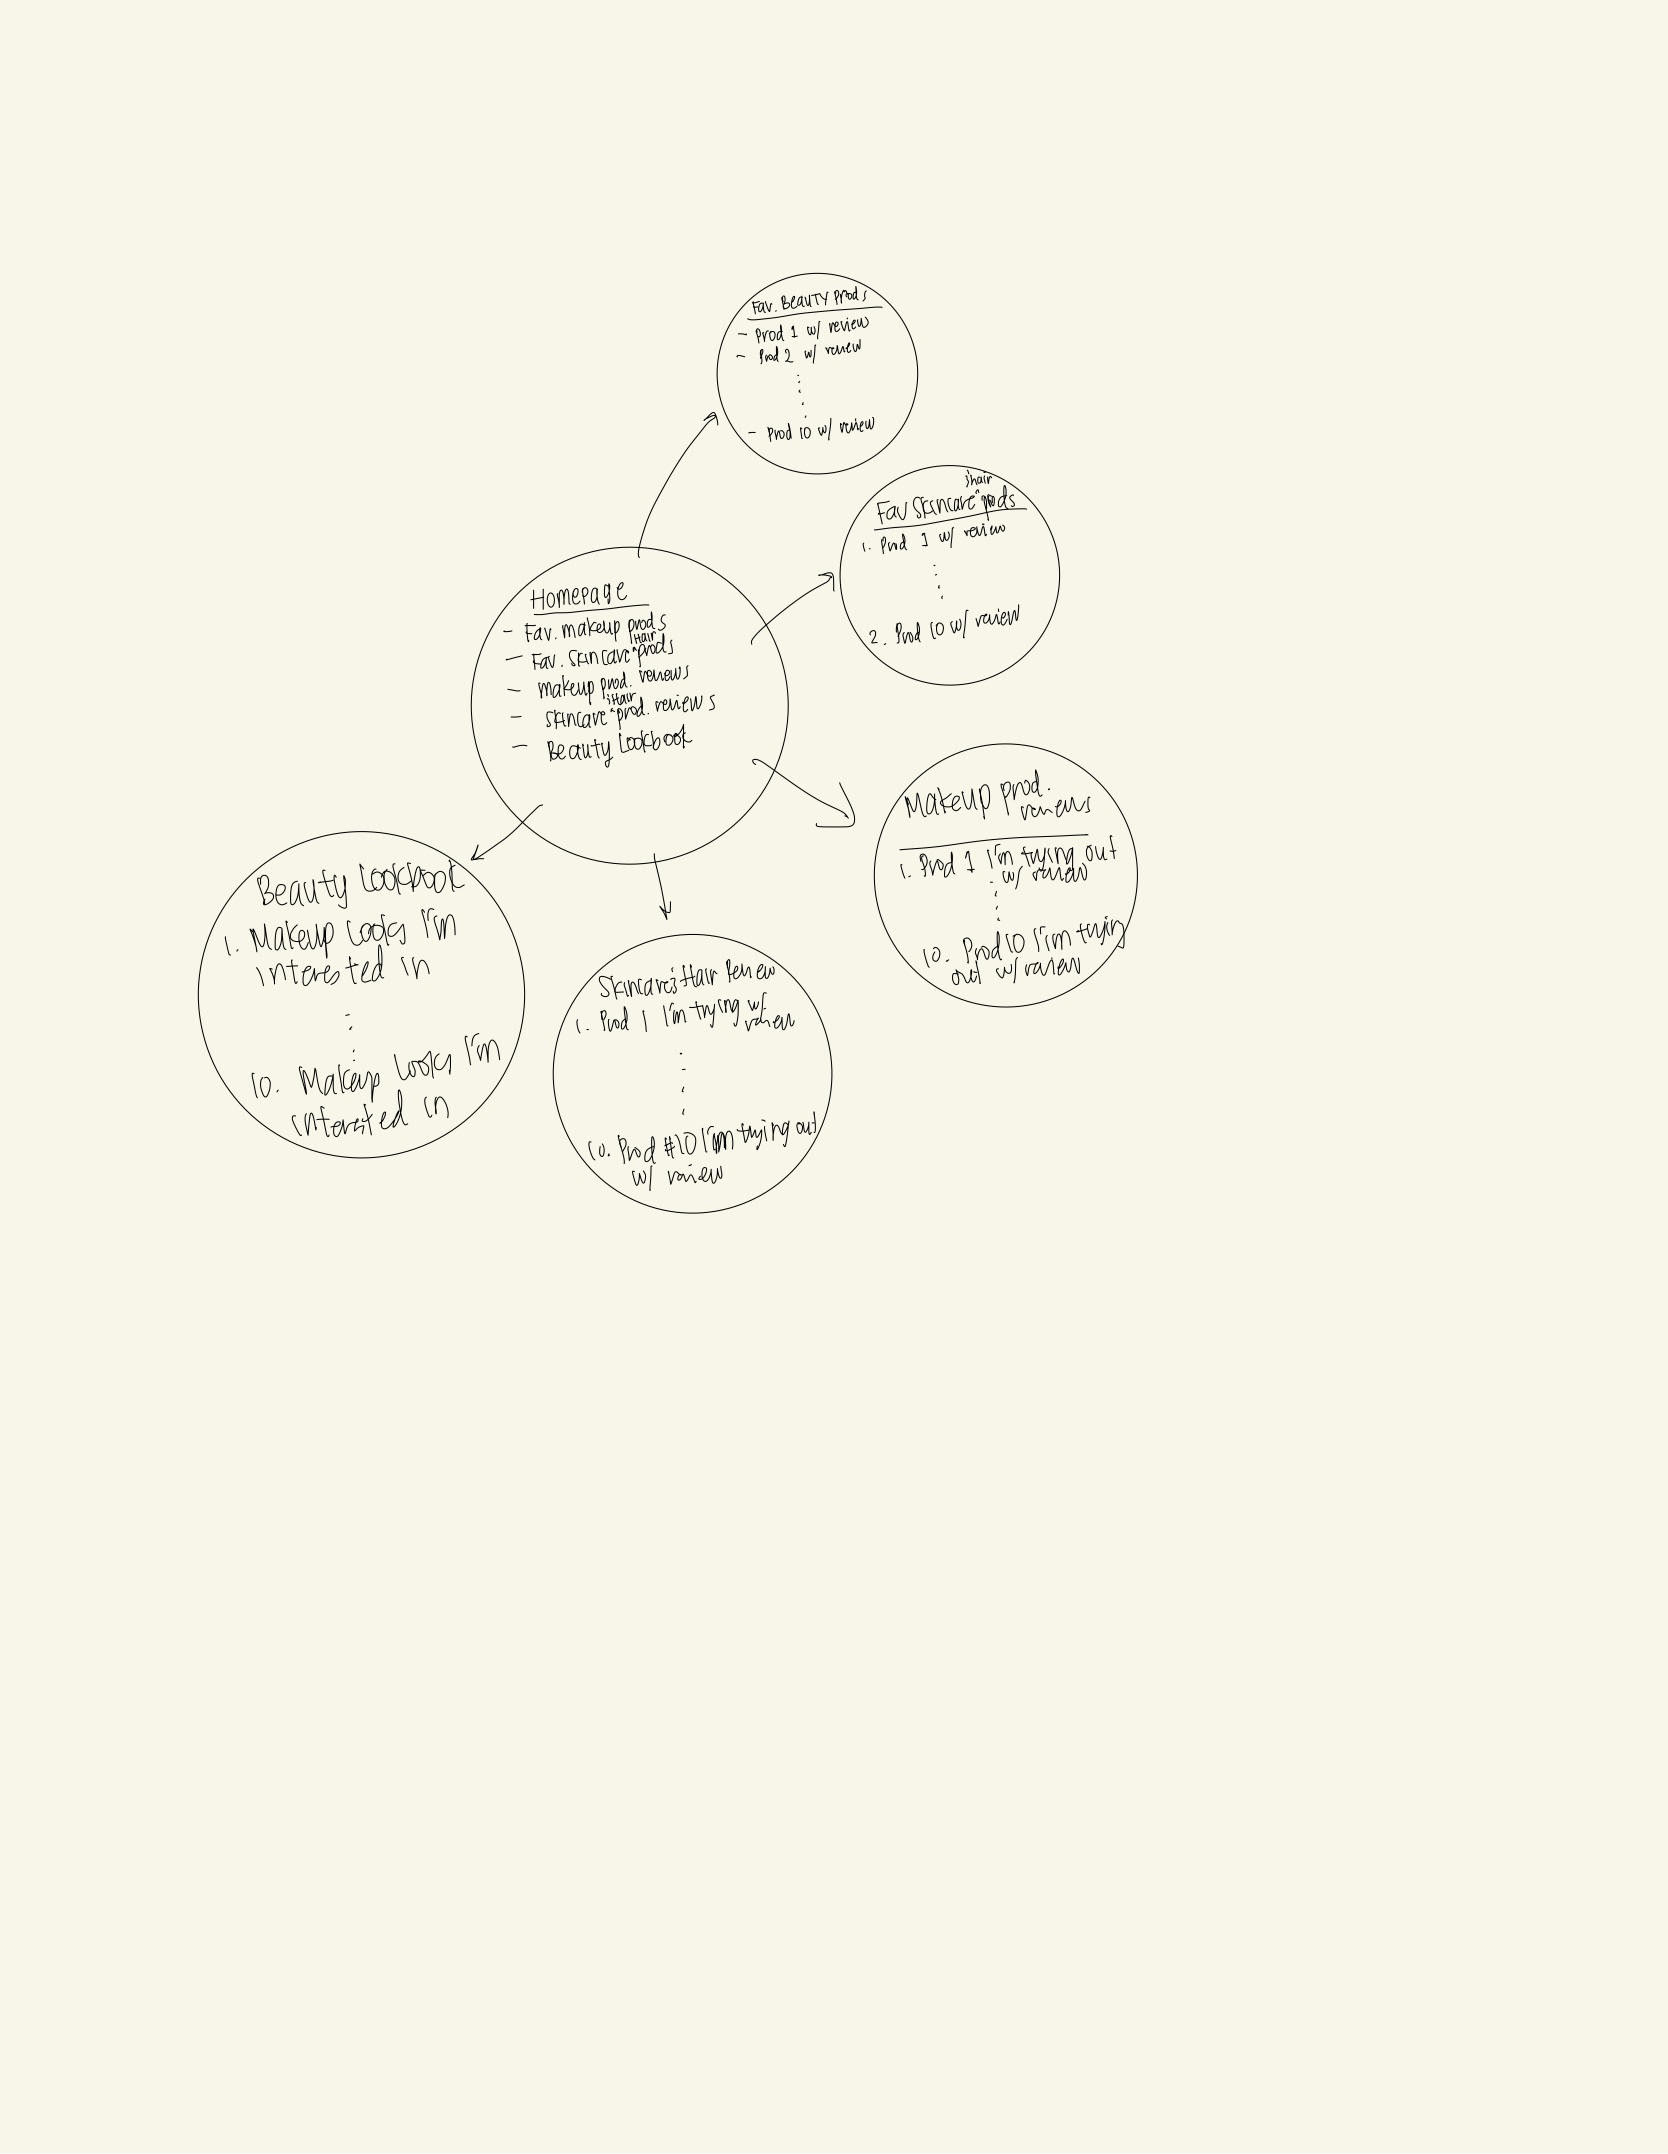 Fav. Beauty prods
- Prod 1 w/ review
- Prod 2 w/ review
- Prod 10 w/ review
& hair
Fav Skincare ^ prods
1. Prod 1 w/ review
2. Prod 10 w/ review
Homepage
- Fav. makeup prods
Hair
- Fav. Skincare ^ prods
- makeup prod. reviews
& Hair
- Skincare ^ prod. reviews
- Beauty Lookbook
Makeup prod.
reviews
1. Prod 1 I'm trying out
w/ review
10. Prod 10 I'm trying
out w/ review
Beauty Lookbook
1. Makeup Looks I'm
interested in
10. Makeup Looks I'm
interested in
Skincare & Hair Review
1. Prod 1 I'm trying w/
review
10. Prod #10 I'm trying out
w/ review